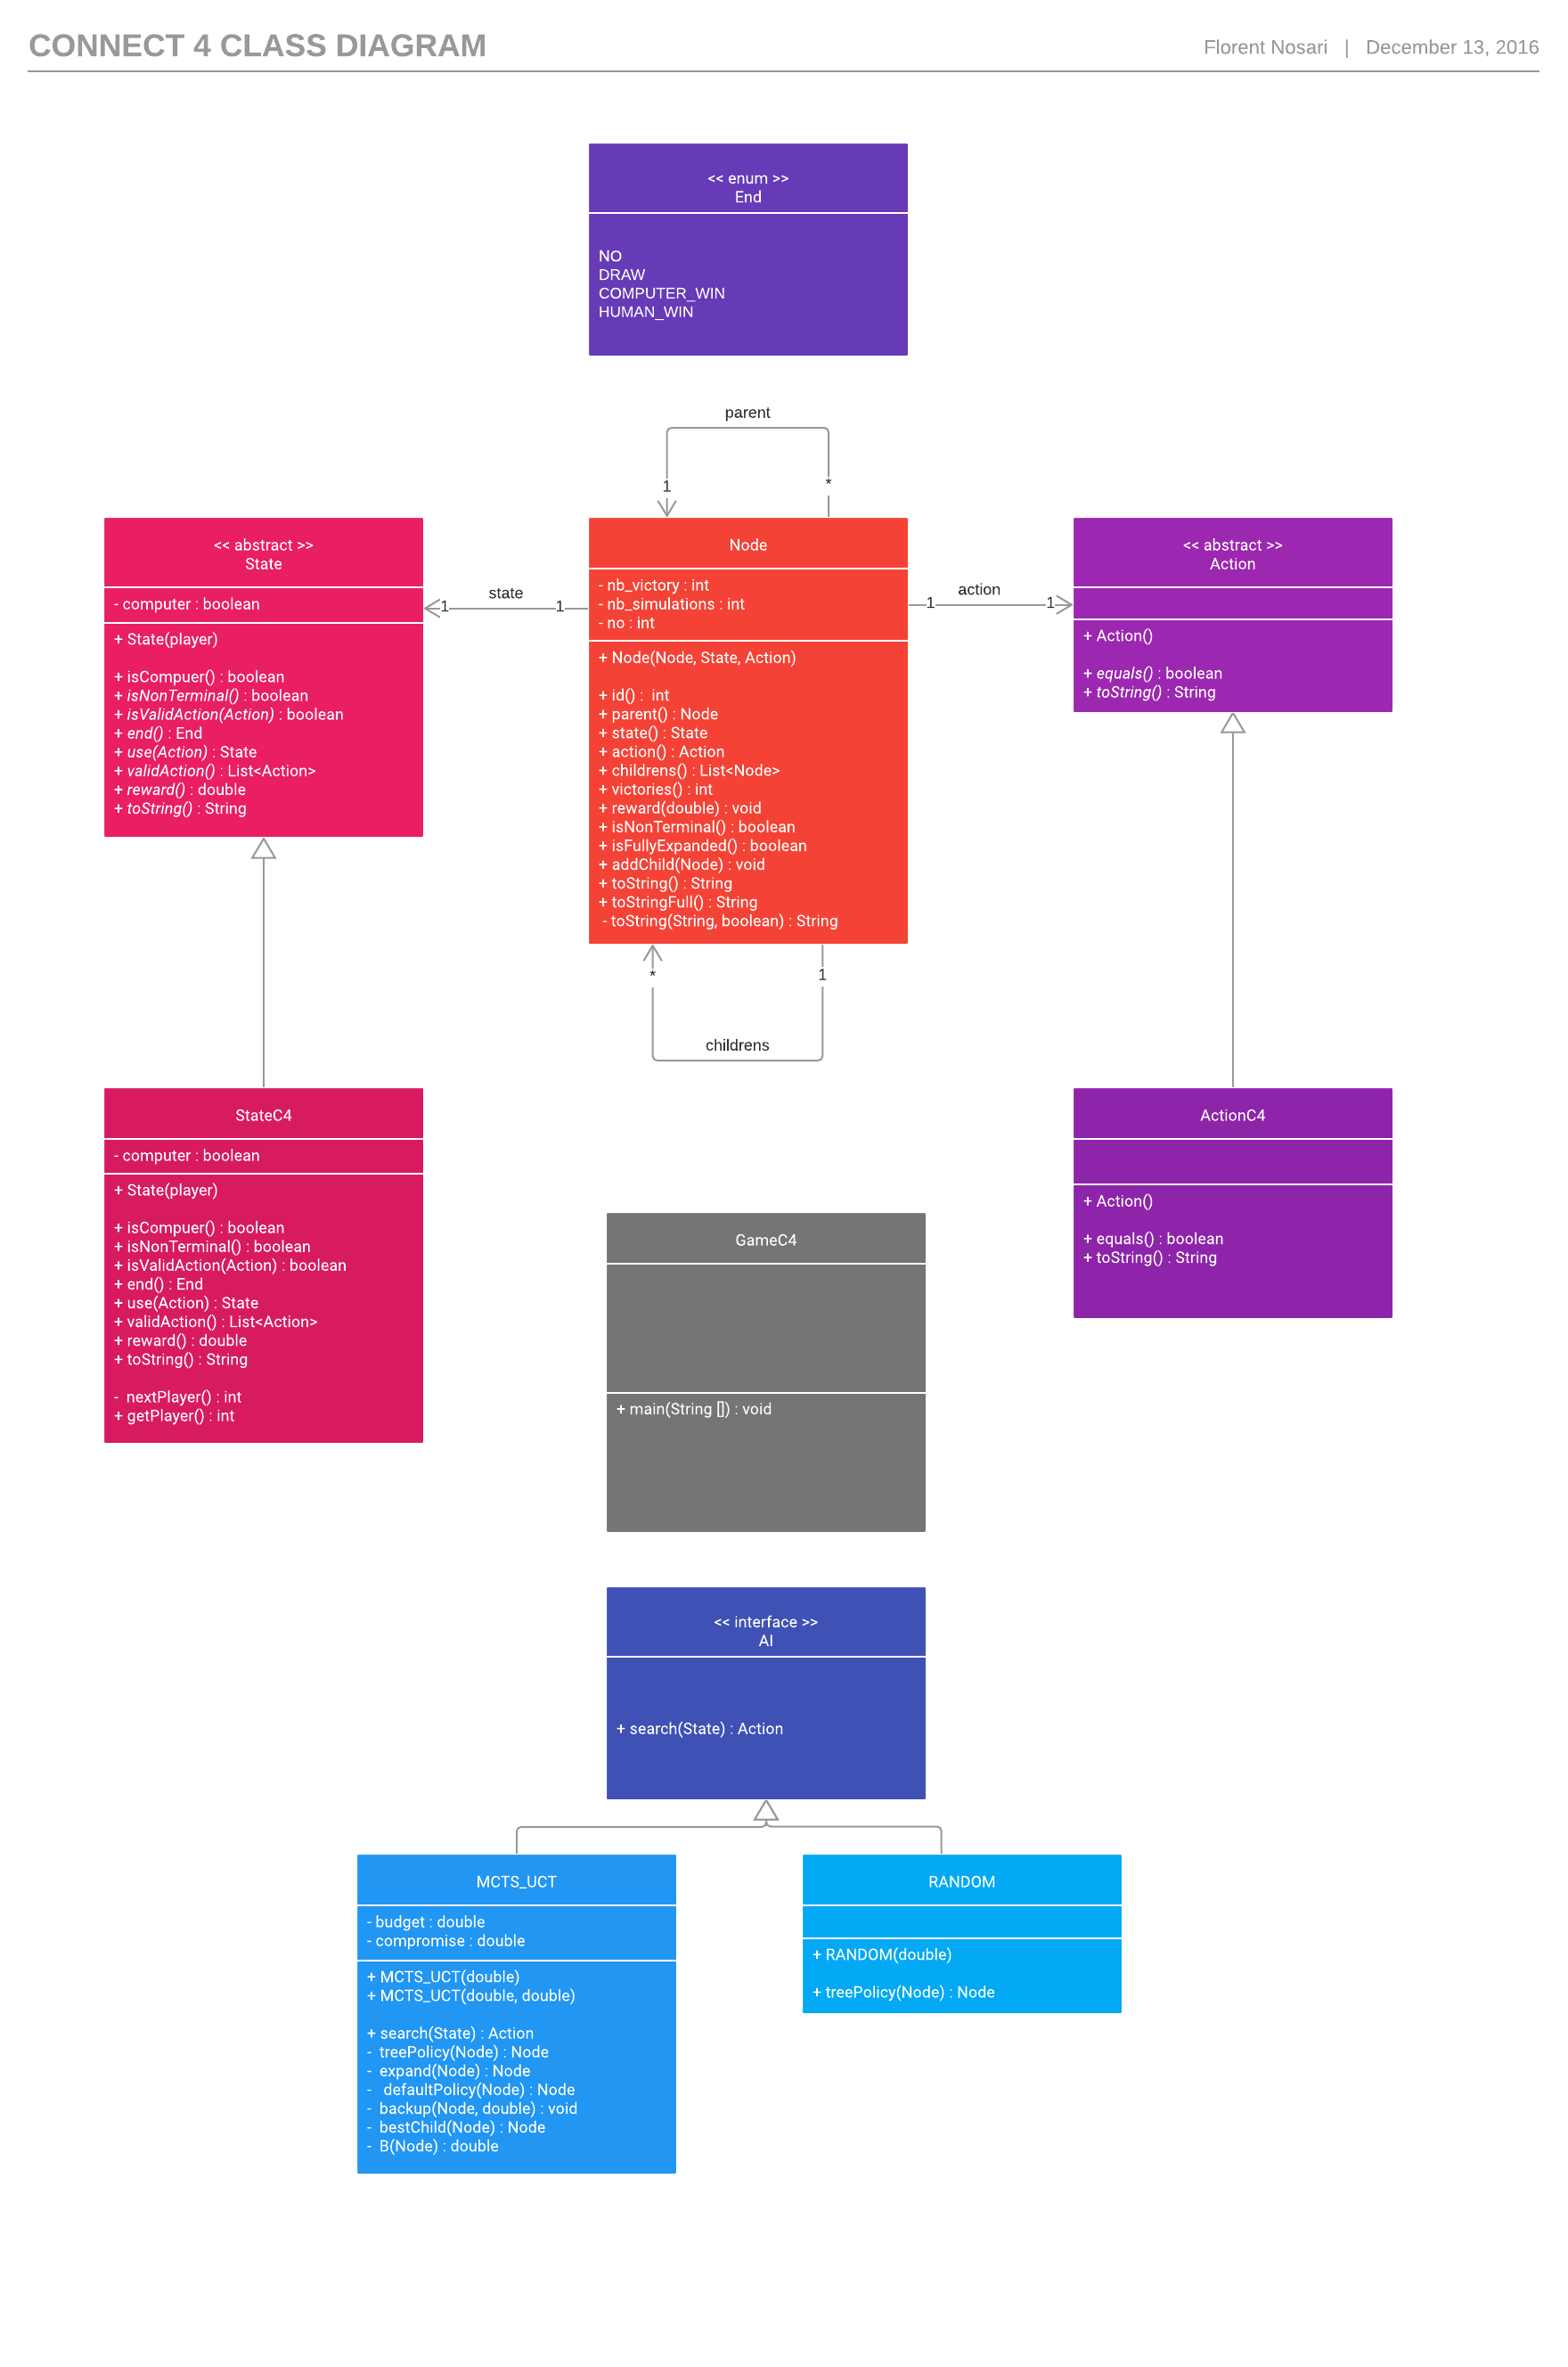 CONNECT 4 CLASS DIAGRAM
Florent Nosari | December 13, 2016
<< enum >>
End
NO
DRAW
COMPUTER_WIN
HUMAN_WIN
parent
1
*
<< abstract >>
State
- computer : boolean
+ State(player)
+ isCompuer() : boolean
+ isNonTerminal() : boolean
+ isValidAction(Action) : boolean
+ end() : End
+ use(Action) : State
+ validAction() : List<Action>
+ reward() : double
+ toString() : String
state
1
1
Node
- nb_victory : int
- nb_simulations : int
- no : int
+ Node(Node, State, Action)
+ id() :  int
+ parent() : Node
+ state() : State
+ action() : Action
+ childrens() : List<Node>
+ victories() : int
+ reward(double) : void
+ isNonTerminal() : boolean
+ isFullyExpanded() : boolean
+ addChild(Node) : void
+ toString() : String
+ toStringFull() : String
- toString(String, boolean) : String
action
1
1
<< abstract >>
Action
+ Action()
+ equals() : boolean
+ toString() : String
*
1
childrens
StateC4
- computer : boolean
+ State(player)
+ isCompuer() : boolean
+ isNonTerminal() : boolean
+ isValidAction(Action) : boolean
+ end() : End
+ use(Action) : State
+ validAction() : List<Action>
+ reward() : double
+ toString() : String
-  nextPlayer() : int
+ getPlayer() : int
ActionC4
+ Action()
+ equals() : boolean
+ toString() : String
GameC4
+ main(String []) : void
<< interface >>
AI
+ search(State) : Action
MCTS_UCT
- budget : double
- compromise : double
+ MCTS_UCT(double)
+ MCTS_UCT(double, double)
+ search(State) : Action
-  treePolicy(Node) : Node
-  expand(Node) : Node
-   defaultPolicy(Node) : Node
-  backup(Node, double) : void
-  bestChild(Node) : Node
-  B(Node) : double
RANDOM
+ RANDOM(double)
+ treePolicy(Node) : Node